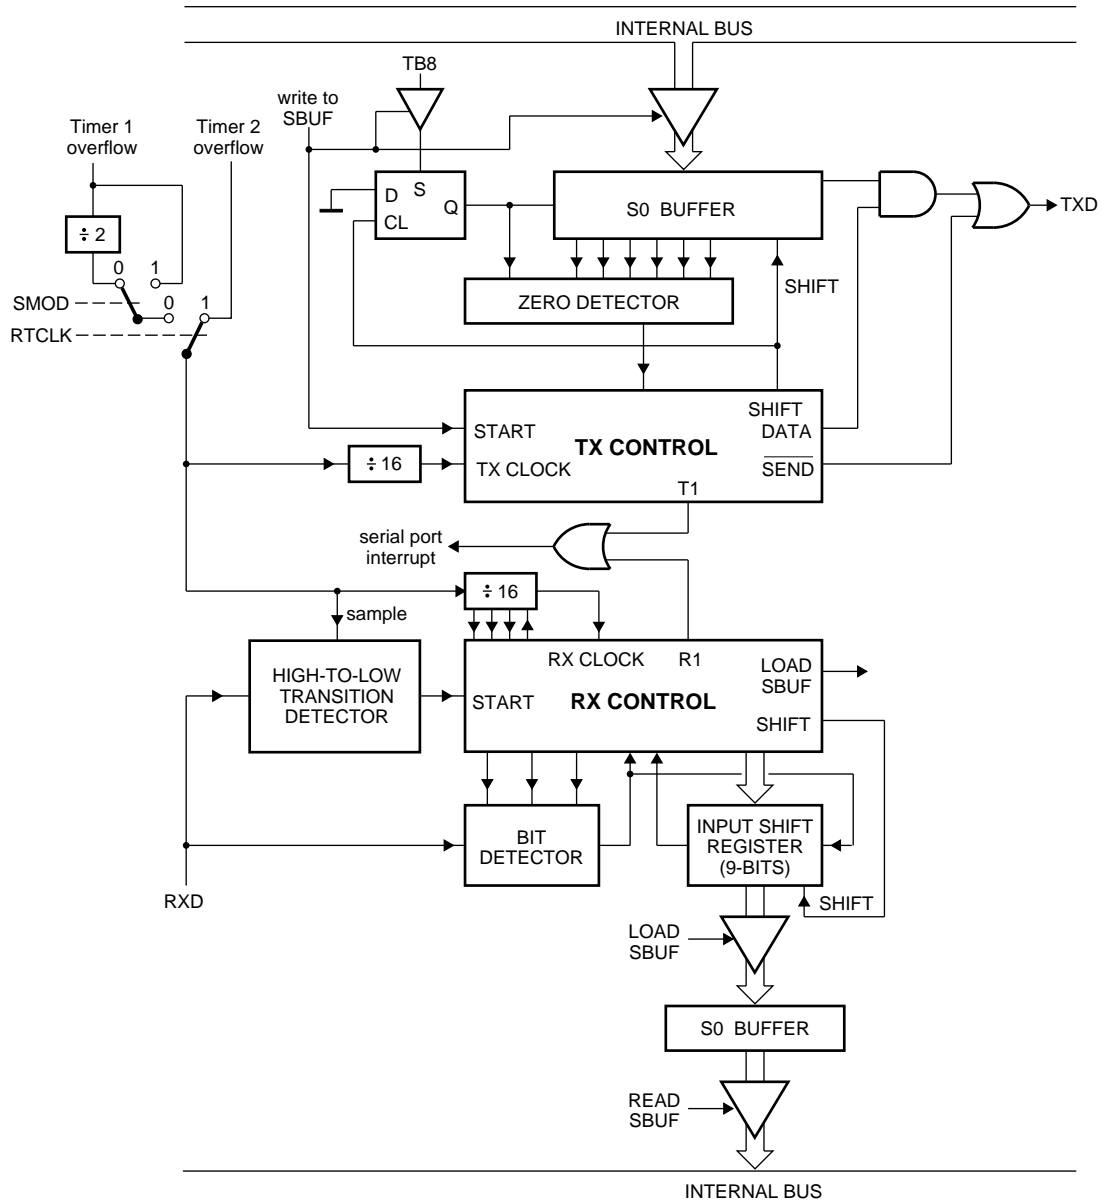 INTERNAL BUS
TB8
write to
SBUF
Timer 1
overflow
Timer 2
overflow
D
S
Q
CL
S0 BUFFER
TXD
÷ 2
0
1
SMOD
0
1
RTCLK
ZERO DETECTOR
SHIFT
SHIFT
START
TX CONTROL
DATA
÷ 16
TX CLOCK
SEND
T1
serial port
interrupt
÷ 16
sample
HIGH-TO-LOW
TRANSITION
DETECTOR
RX CLOCK
R1
LOAD
SBUF
START
RX CONTROL
SHIFT
BIT
DETECTOR
INPUT SHIFT
REGISTER
(9-BITS)
RXD
SHIFT
LOAD
SBUF
S0 BUFFER
READ
SBUF
INTERNAL BUS